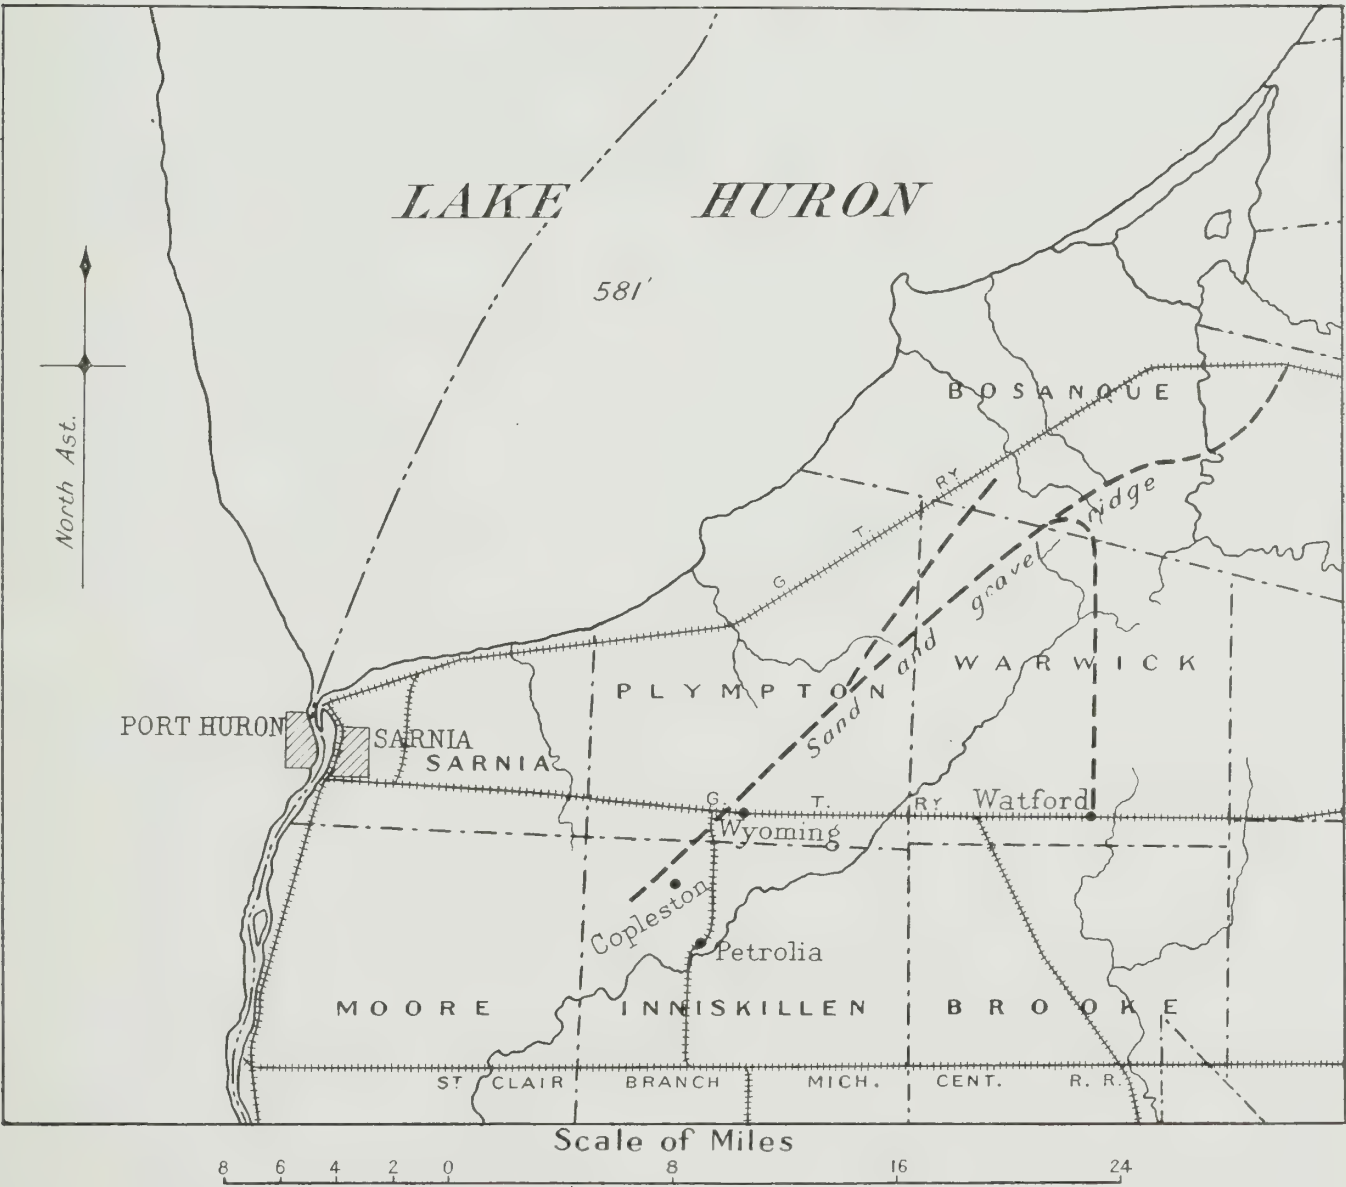 LAKE HURON
581'
North Ast.
BOSANQUE
G. T. RY
Sand and gravel ridge
WARWICK
PLYMPTON
PORT HURON
SARNIA
SARNIA
G. T. RY
Watford
Wyoming
Copleston
Petrolia
MOORE
INNISKILLEN
BROOKE
ST CLAIR BRANCH MICH. CENT. R. R.
Scale of Miles
8 6 4 2 0 8 16 24